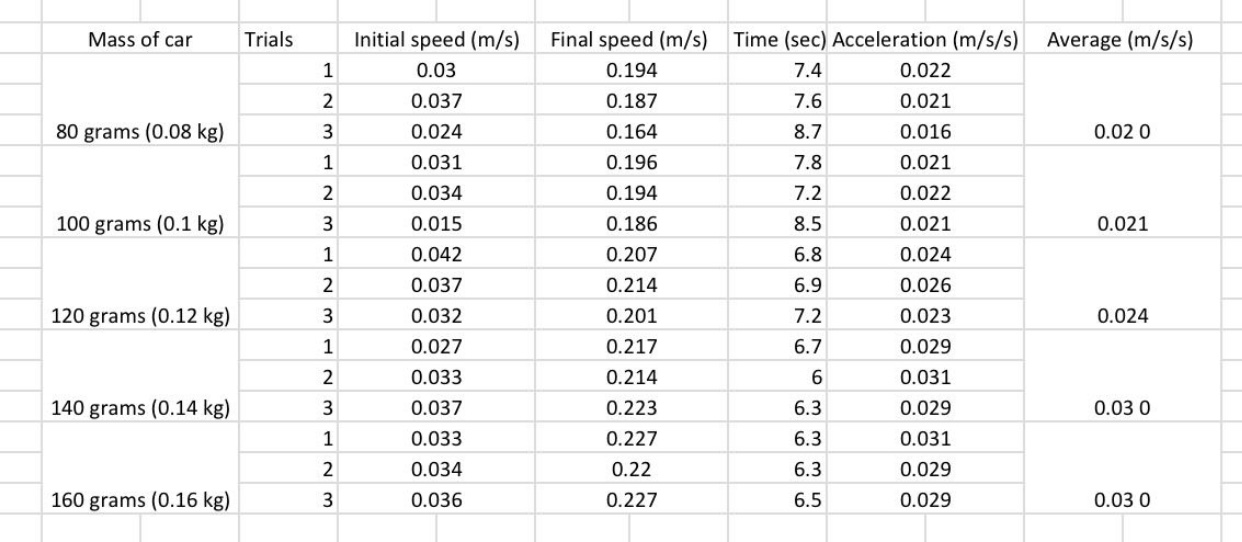 Mass of car Trials Initial speed (m/s) Final speed (m/s) Time (sec) Acceleration (m/s/s) Average (m/s/s)
1 0.03 0.194 7.4 0.022
2 0.037 0.187 7.6 0.021
80 grams (0.08 kg) 3 0.024 0.164 8.7 0.016 0.02 0
1 0.031 0.196 7.8 0.021
2 0.034 0.194 7.2 0.022
100 grams (0.1 kg) 3 0.015 0.186 8.5 0.021 0.021
1 0.042 0.207 6.8 0.024
2 0.037 0.214 6.9 0.026
120 grams (0.12 kg) 3 0.032 0.201 7.2 0.023 0.024
1 0.027 0.217 6.7 0.029
2 0.033 0.214 6 0.031
140 grams (0.14 kg) 3 0.037 0.223 6.3 0.029 0.03 0
1 0.033 0.227 6.3 0.031
2 0.034 0.22 6.3 0.029
160 grams (0.16 kg) 3 0.036 0.227 6.5 0.029 0.03 0